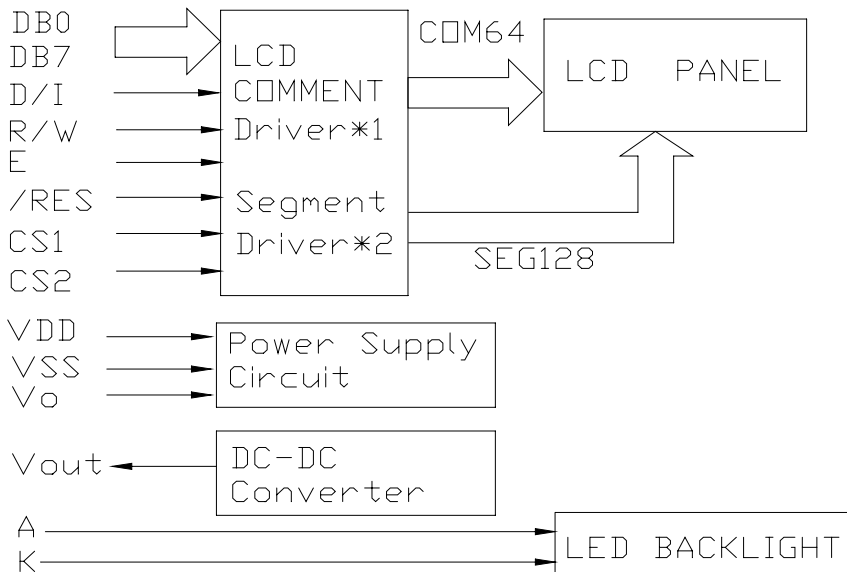 DB0
DB7
D/I
R/W
E
/RES
CS1
CS2
LCD
COMMENT
Driver*1
Segment
Driver*2
COM64
LCD PANEL
SEG128
VDD
VSS
Vo
Power Supply
Circuit
Vout
DC-DC
Converter
A
K
LED BACKLIGHT